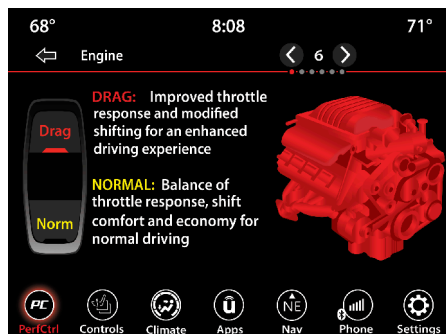 68° 8:08 71°
Engine 6
DRAG: Improved throttle
response and modified
shifting for an enhanced
driving experience
Drag
NORMAL: Balance of
throttle response, shift
comfort and economy for
normal driving
Norm
PC û NE
PerfCtrl Controls Climate Apps Nav Phone Settings